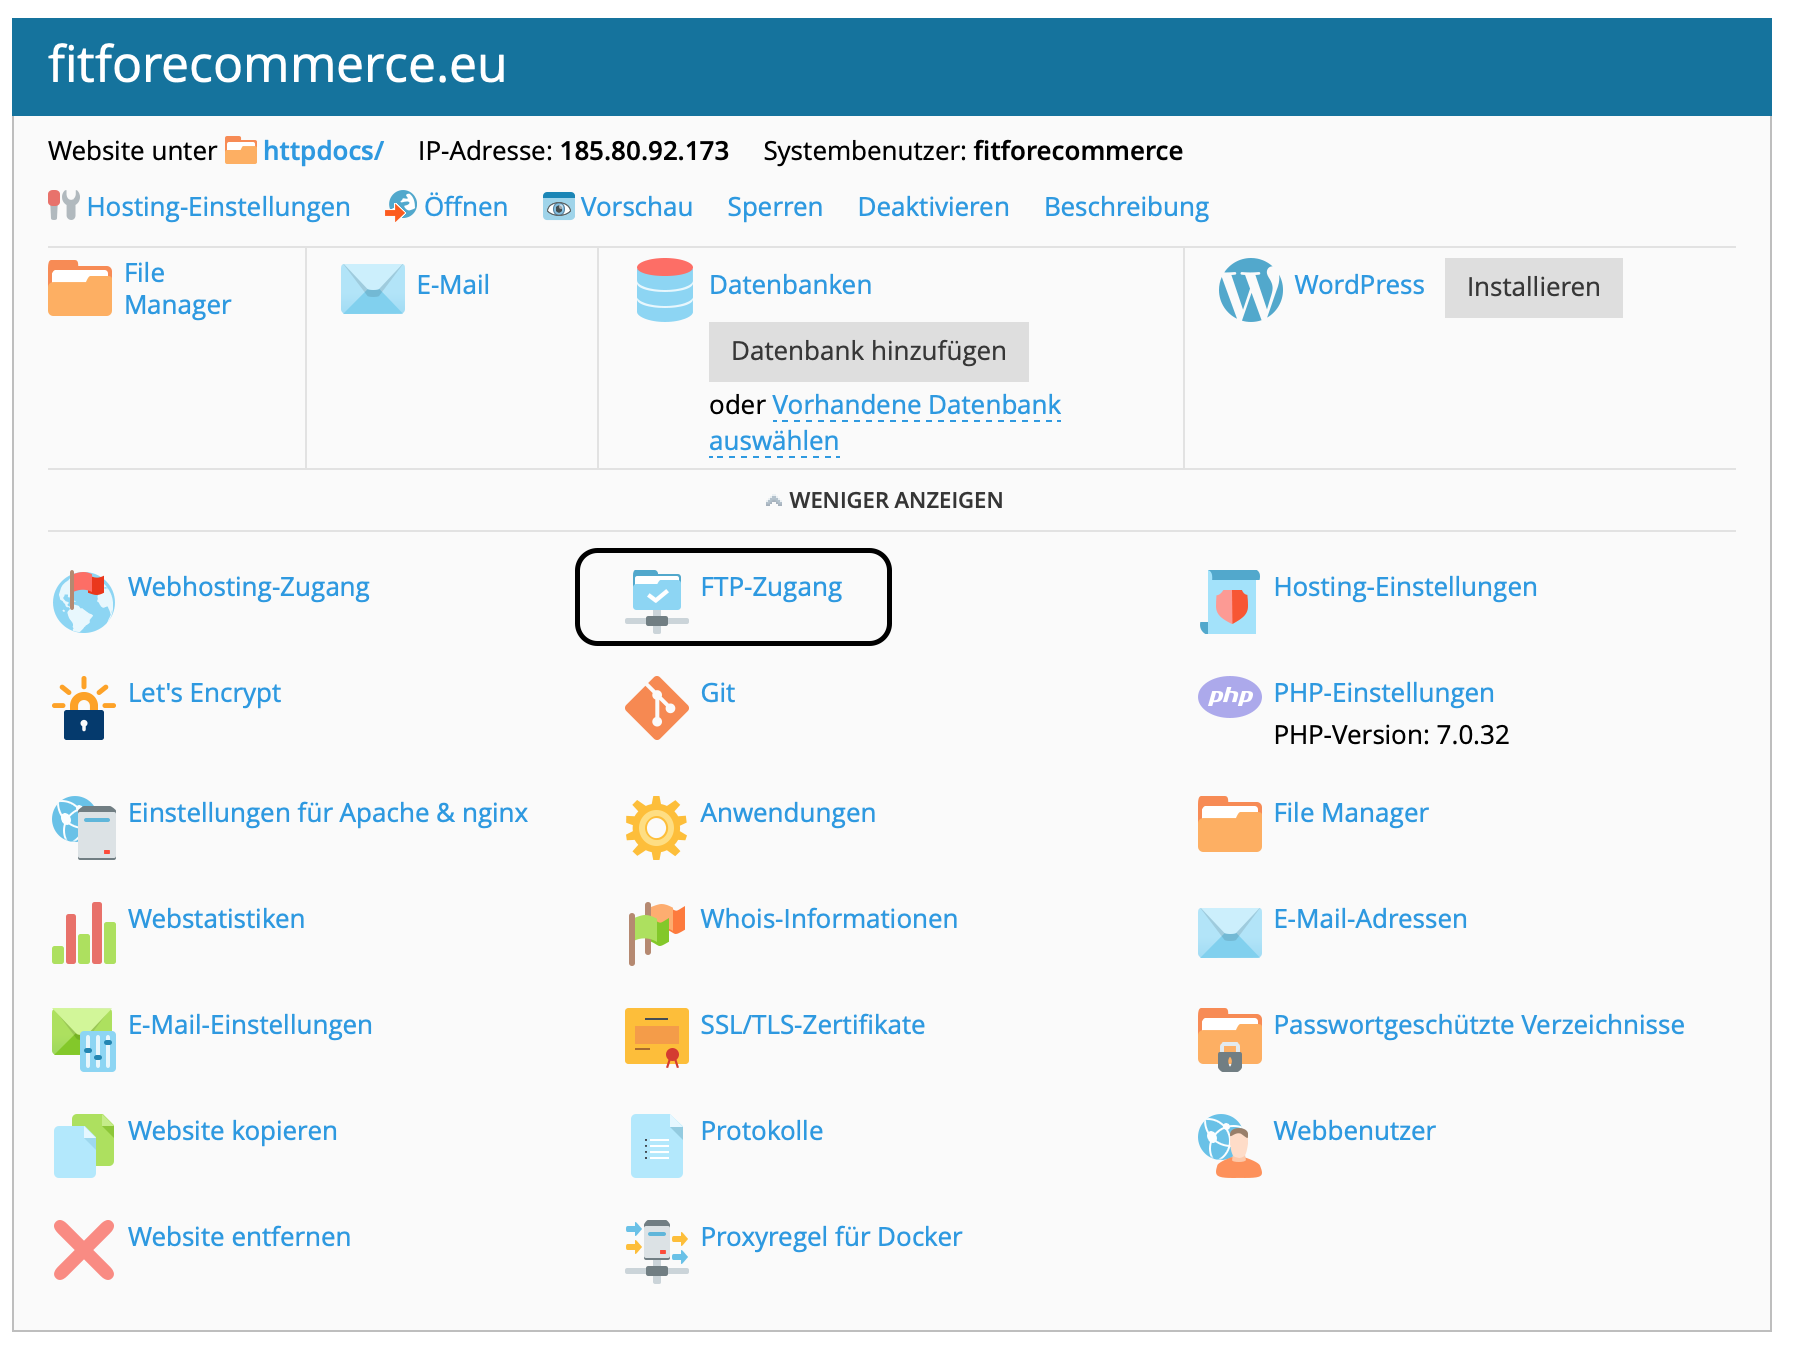 fitforecommerce.eu
Website unter httpdocs/ IP-Adresse: 185.80.92.173 Systembenutzer: fitforecommerce
Hosting-Einstellungen Öffnen Vorschau Sperren Deaktivieren Beschreibung
File
Manager
E-Mail
Datenbanken
Datenbank hinzufügen
oder Vorhandene Datenbank
auswählen
WordPress Installieren
WENIGER ANZEIGEN
Webhosting-Zugang FTP-Zugang Hosting-Einstellungen
Let's Encrypt Git php PHP-Einstellungen
PHP-Version: 7.0.32
Einstellungen für Apache & nginx Anwendungen File Manager
Webstatistiken Whois-Informationen E-Mail-Adressen
E-Mail-Einstellungen SSL/TLS-Zertifikate Passwortgeschützte Verzeichnisse
Website kopieren Protokolle Webbenutzer
Website entfernen Proxyregel für Docker